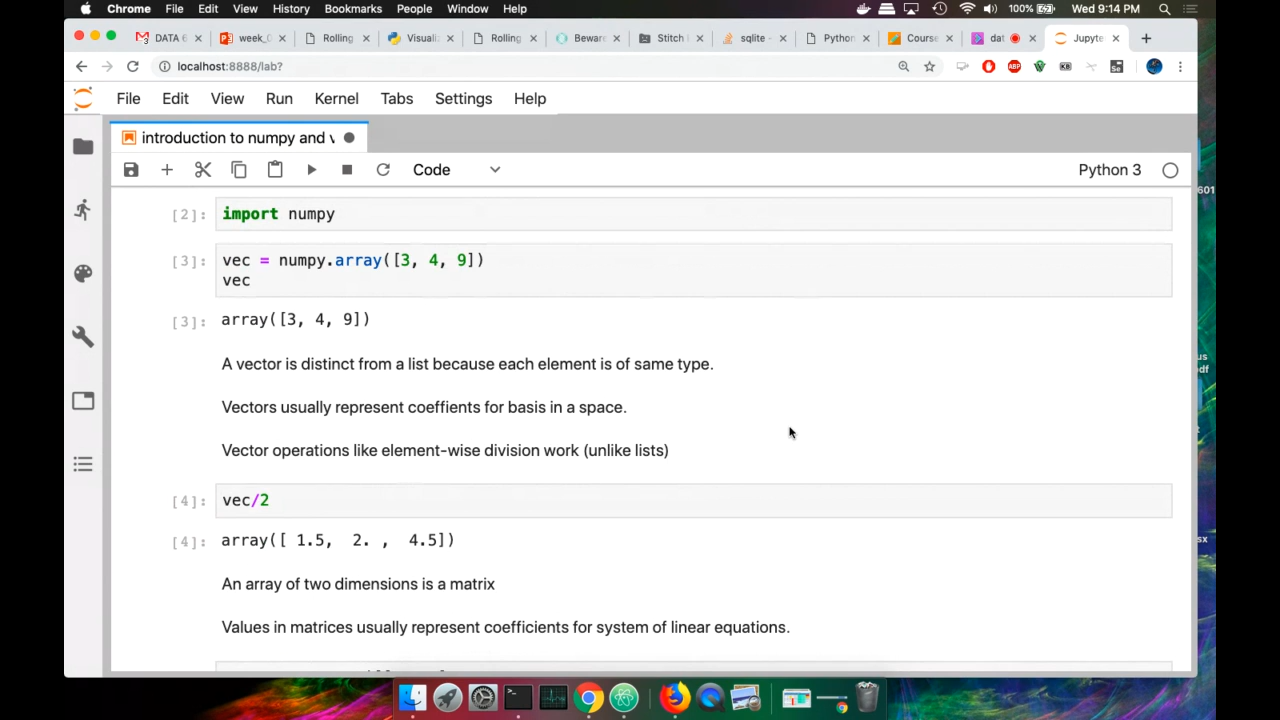 Chrome File Edit View History Bookmarks People Window Help 100% Wed 9:14 PM
DATA 6 week_0 Rolling Visuali Rolling Beware Stitch sqlite - Python Course dat Jupyte
localhost:8888/lab?
File Edit View Run Kernel Tabs Settings Help
introduction to numpy and v
Code Python 3
[2]: import numpy
[3]: vec = numpy.array([3, 4, 9])
vec
[3]: array([3, 4, 9])
A vector is distinct from a list because each element is of same type.
Vectors usually represent coeffients for basis in a space.
Vector operations like element-wise division work (unlike lists)
[4]: vec/2
[4]: array([ 1.5,  2. ,  4.5])
An array of two dimensions is a matrix
Values in matrices usually represent coefficients for system of linear equations.
601
us
pdf
sx